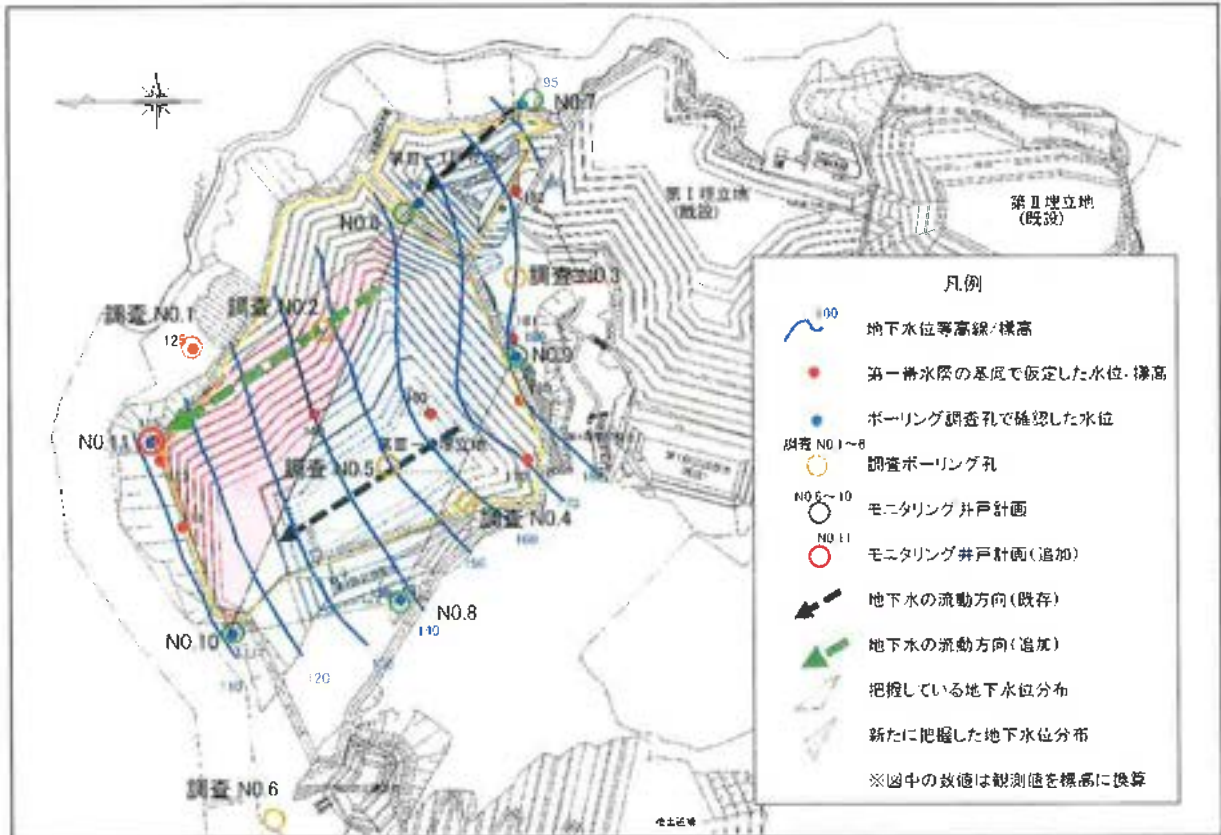 95
N0.7
182
第Ⅰ埋立地
(既設)
第Ⅱ埋立地
(既設)
調査 N0.3
調査 N0.1
125
調査 N0.2
N0.9
N0.11
調査 N0.5
調査 N0.4
160
150
140
N0.8
N0.10
120
調査 N0.6
凡例
地下水位等高線/標高
第一帯水層の基底で仮定した水位・標高
ボーリング調査孔で確認した水位
調査 N0.1～6
調査ボーリング孔
N0.6～10
モニタリング井戸計画
N0.11
モニタリング井戸計画(追加)
地下水の流動方向(既存)
地下水の流動方向(追加)
把握している地下水位分布
新たに把握した地下水位分布
※図中の数値は観測値を標高に換算